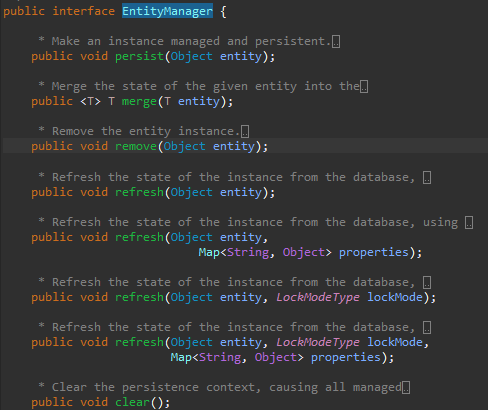 public interface EntityManager {
* Make an instance managed and persistent.
public void persist(Object entity);
* Merge the state of the given entity into the
public <T> T merge(T entity);
* Remove the entity instance.
public void remove(Object entity);
* Refresh the state of the instance from the database,
public void refresh(Object entity);
* Refresh the state of the instance from the database, using
public void refresh(Object entity,
Map<String, Object> properties);
* Refresh the state of the instance from the database,
public void refresh(Object entity, LockModeType lockMode);
* Refresh the state of the instance from the database,
public void refresh(Object entity, LockModeType lockMode,
Map<String, Object> properties);
* Clear the persistence context, causing all managed
public void clear();